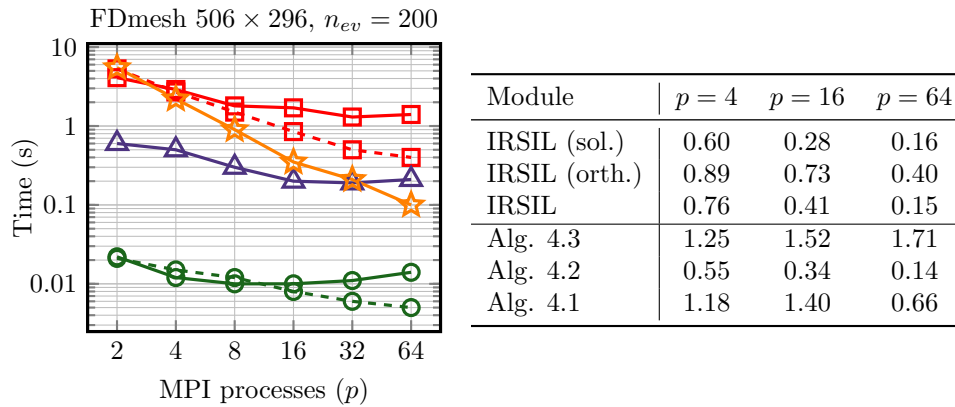 FDmesh 506 × 296, n_{ev} = 200
10
1
0.1
0.01
Time (s)
2 4 8 16 32 64
MPI processes (p)
Module p = 4 p = 16 p = 64
IRSIL (sol.) 0.60 0.28 0.16
IRSIL (orth.) 0.89 0.73 0.40
IRSIL 0.76 0.41 0.15
Alg. 4.3 1.25 1.52 1.71
Alg. 4.2 0.55 0.34 0.14
Alg. 4.1 1.18 1.40 0.66